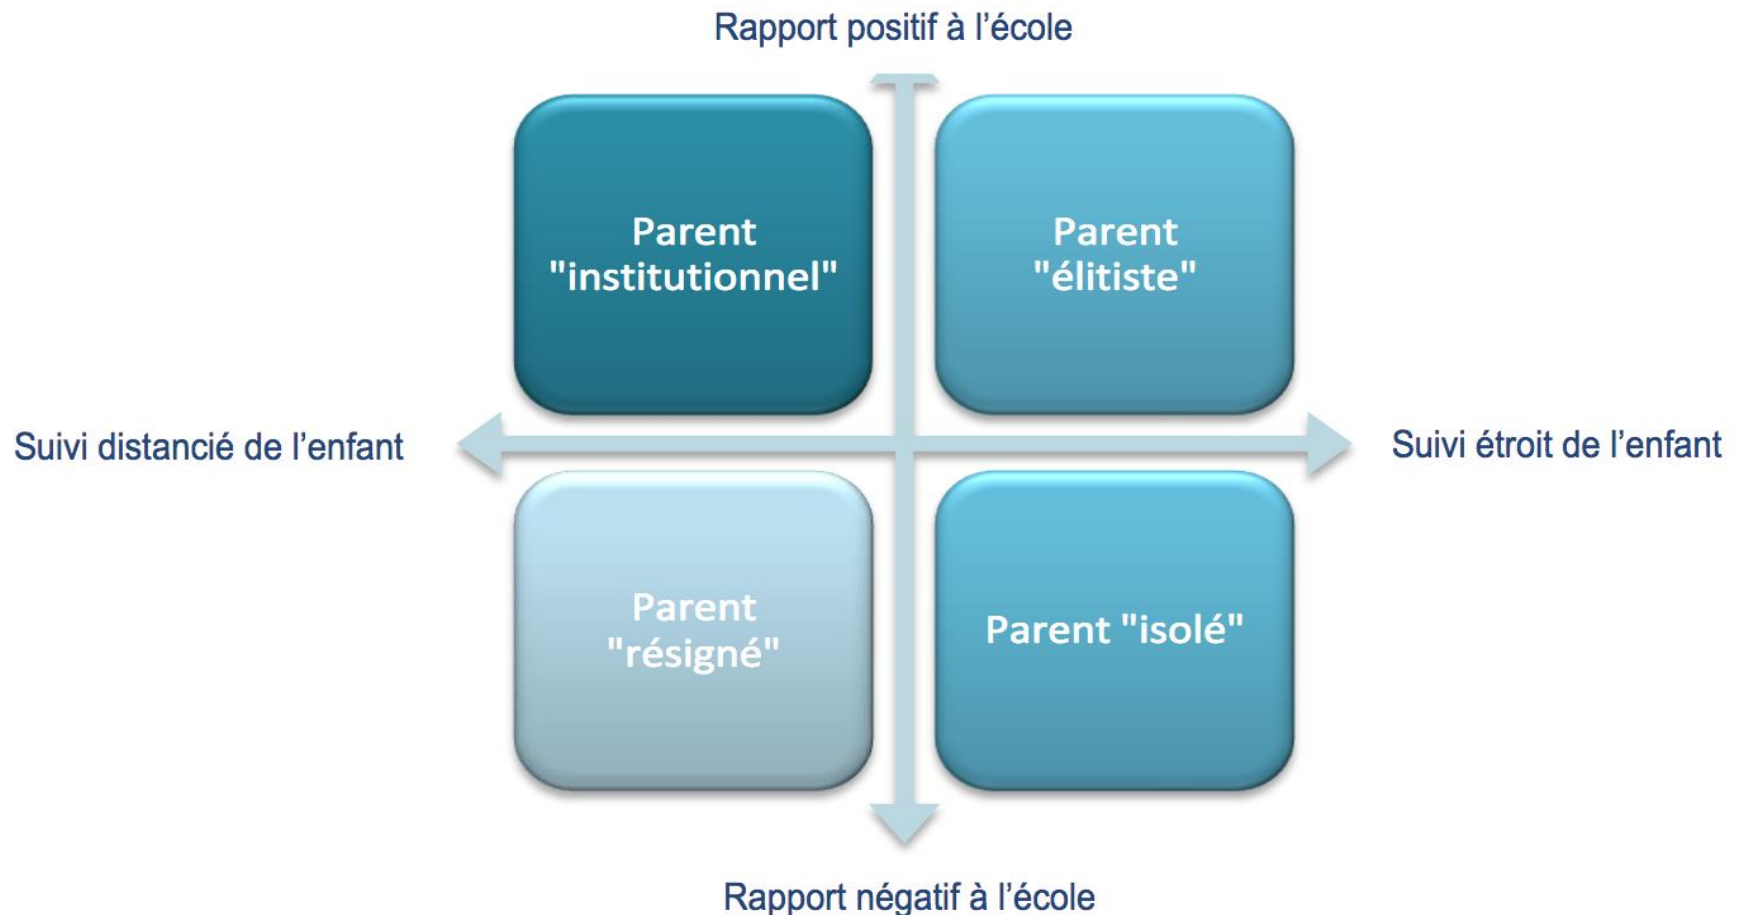 Rapport positif à l’école
Parent
"institutionnel"
Parent
"élitiste"
Suivi distancié de l’enfant
Suivi étroit de l’enfant
Parent
"résigné"
Parent "isolé"
Rapport négatif à l’école